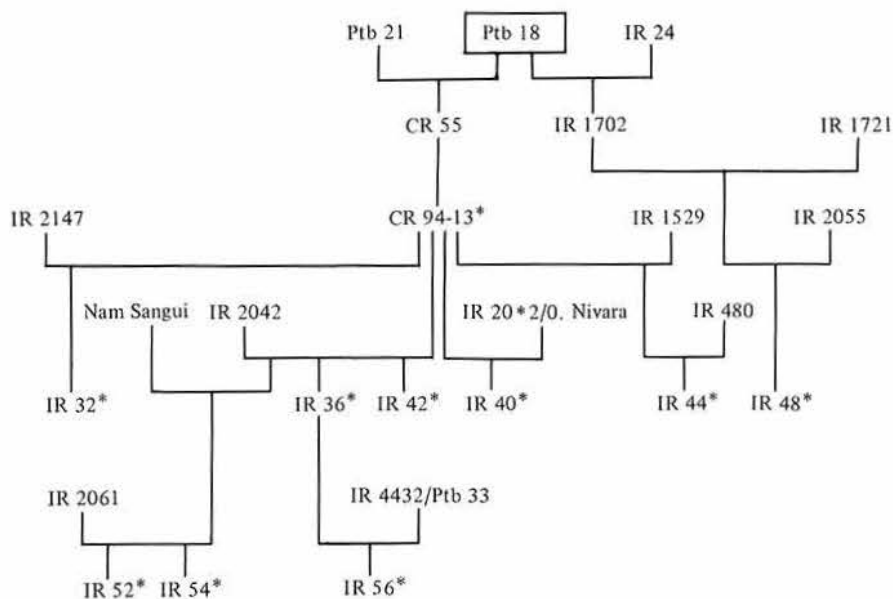 Ptb 21 Ptb 18 IR 24
CR 55 IR 1702 IR 1721
IR 2147 CR 94-13* IR 1529 IR 2055
Nam Sangui IR 2042 IR 20*2/0. Nivara IR 480
IR 32* IR 36* IR 42* IR 40* IR 44* IR 48*
IR 2061 IR 4432/Ptb 33
IR 52* IR 54* IR 56*